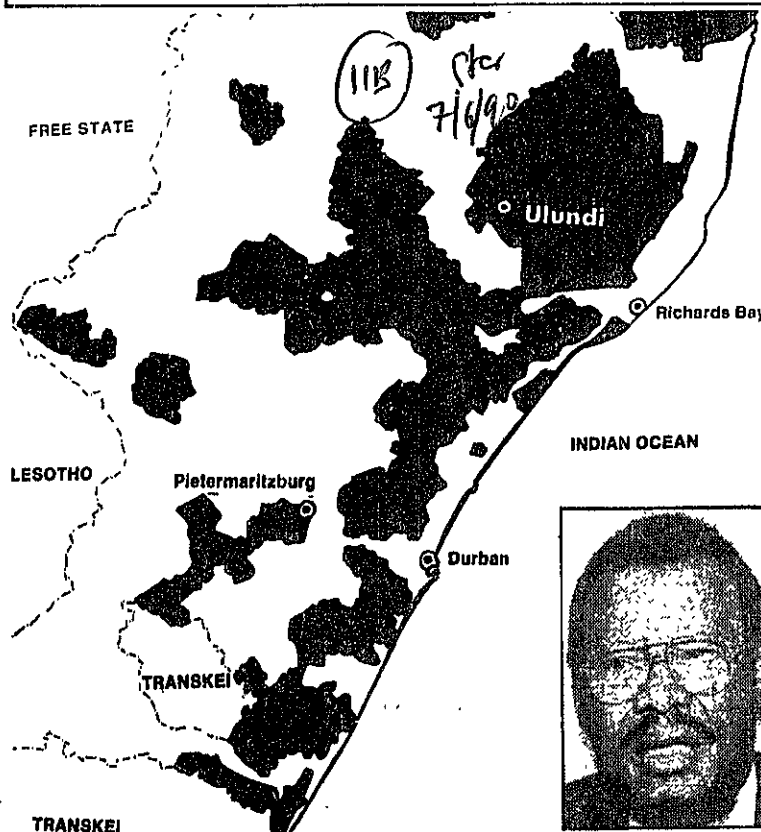 11B
Star
7/6/90
FREE STATE
Ulundi
Richards Bay
INDIAN OCEAN
LESOTHO
Pietermaritzburg
Durban
TRANSKEI
TRANSKEI